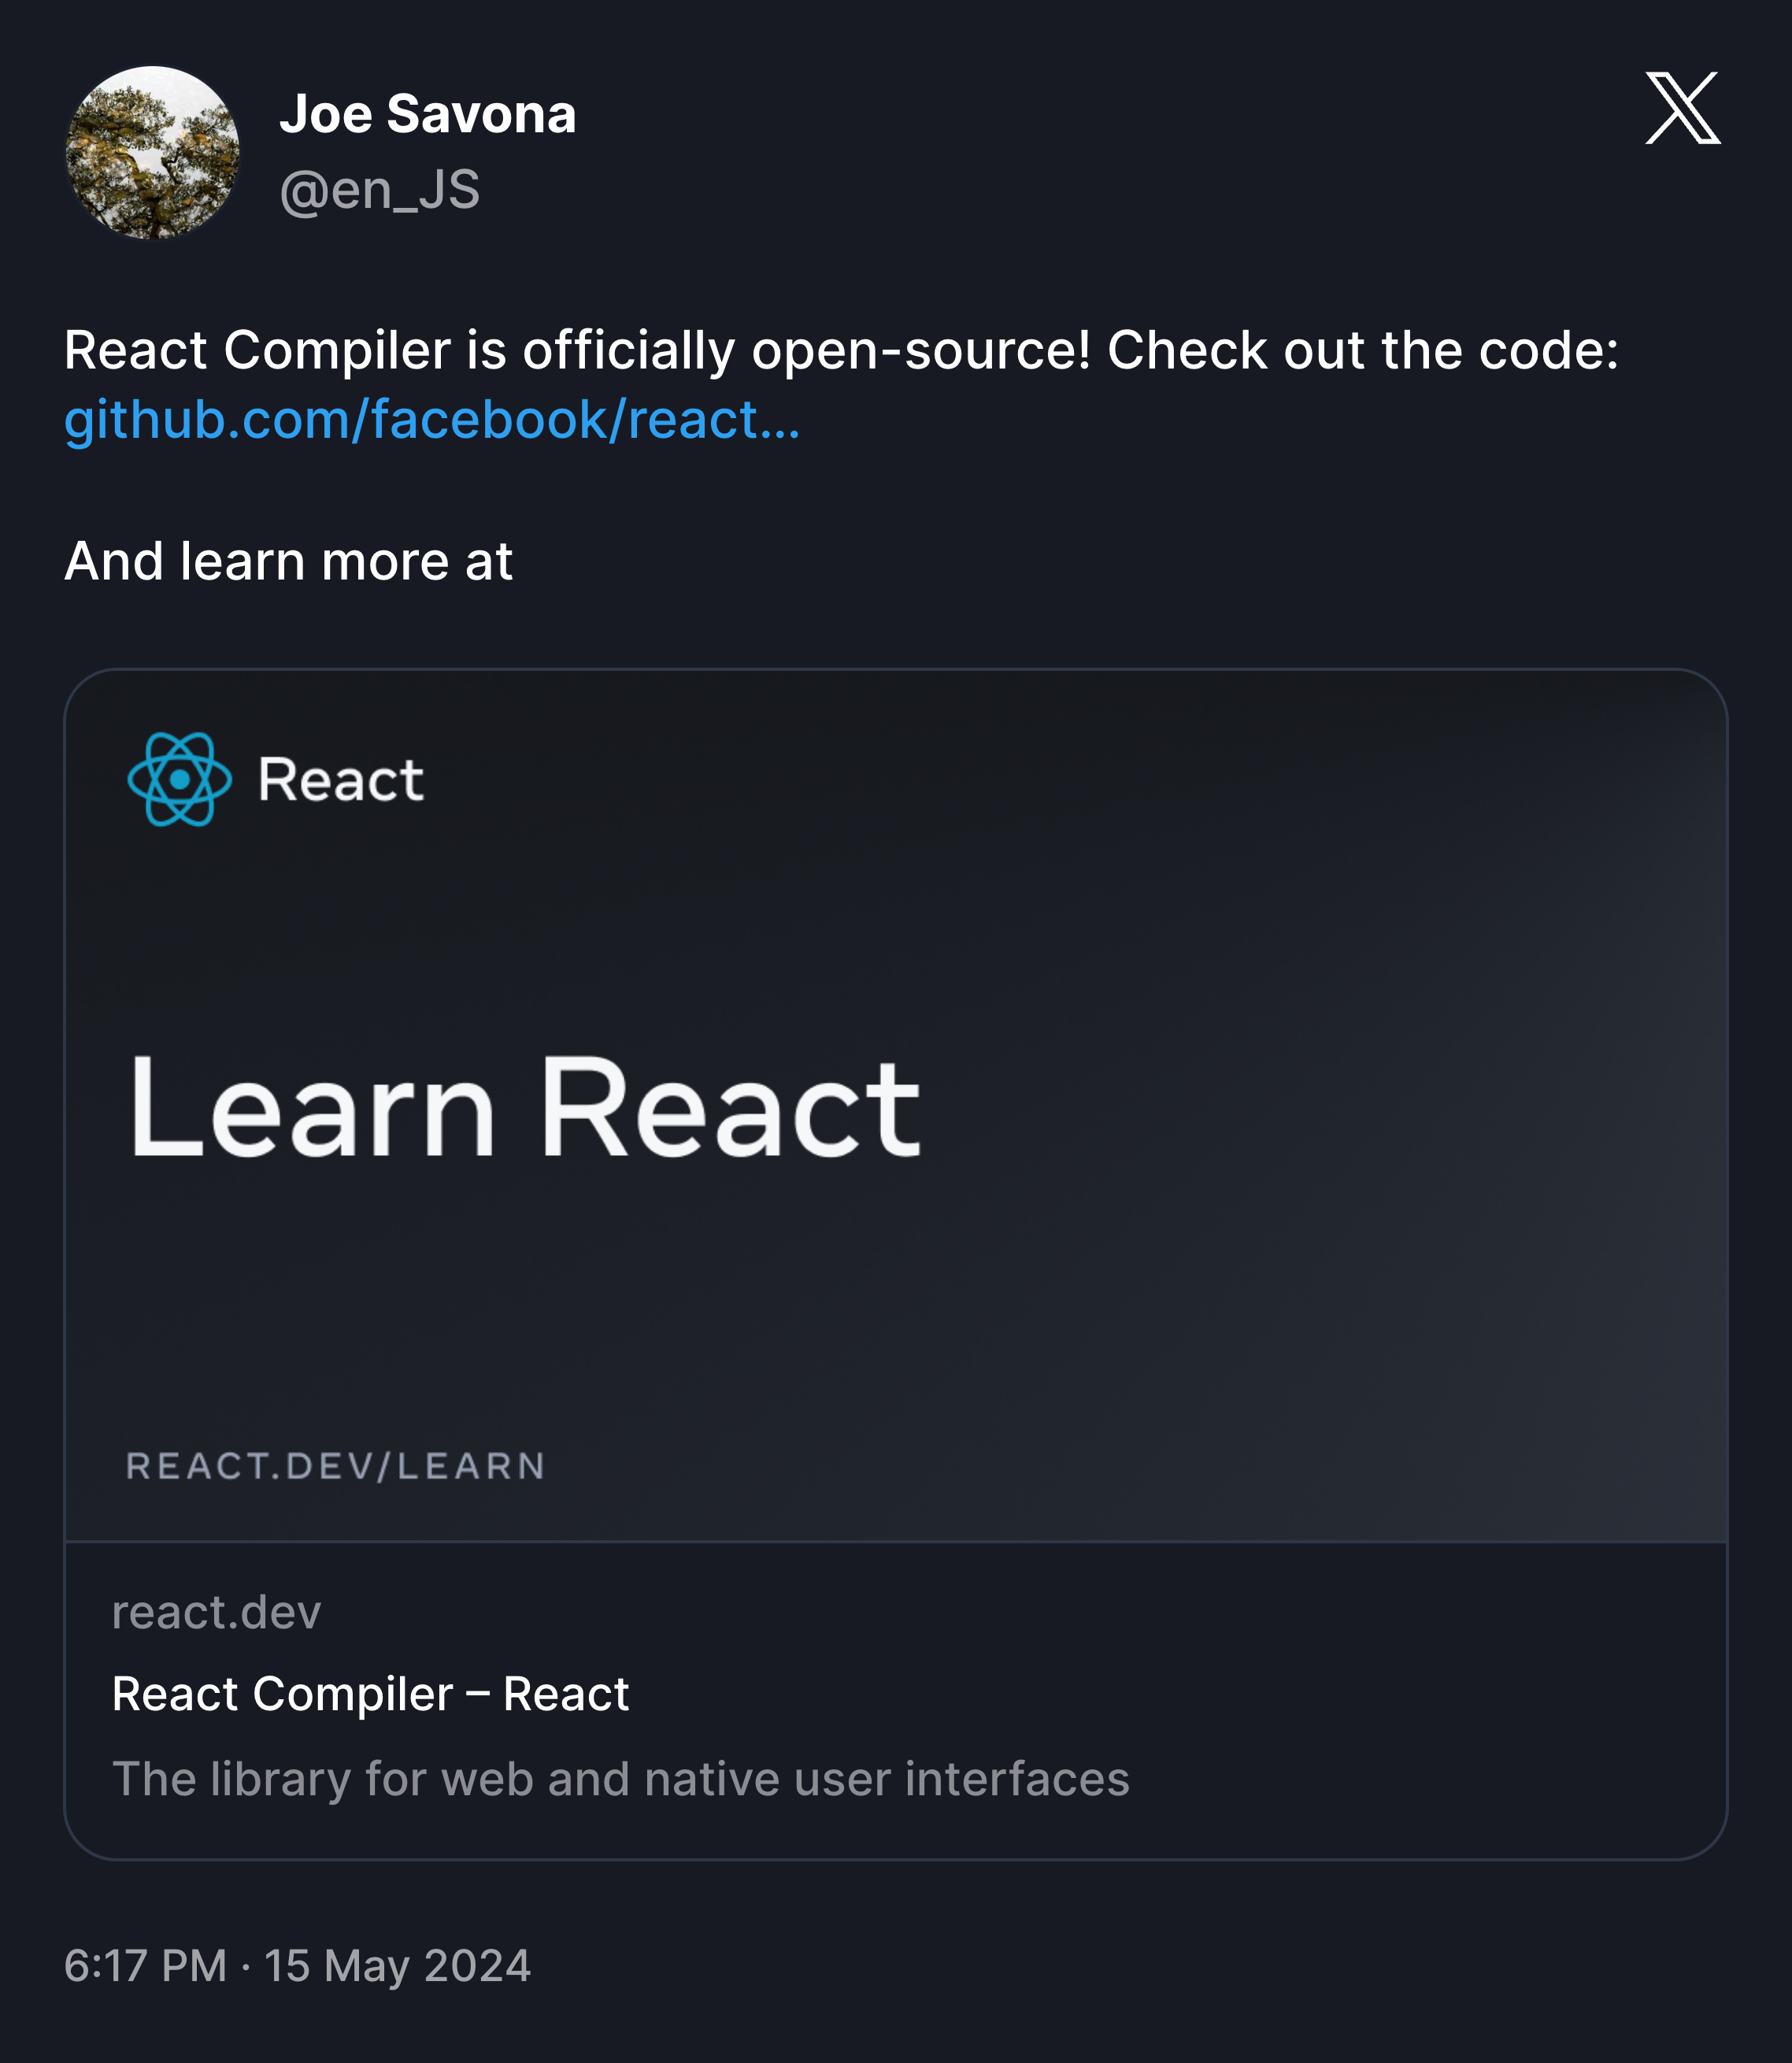 Joe Savona
@en_JS
React Compiler is officially open-source! Check out the code:
github.com/facebook/react…
And learn more at
React
Learn React
REACT.DEV/LEARN
react.dev
React Compiler – React
The library for web and native user interfaces
6:17 PM · 15 May 2024